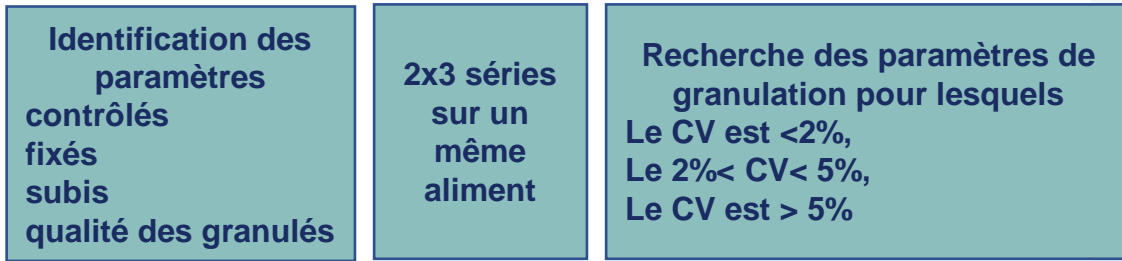 Identification des
paramètres
contrôlés
fixés
subis
qualité des granulés
2x3 séries
sur un
même
aliment
Recherche des paramètres de
granulation pour lesquels
Le CV est <2%,
Le 2%< CV< 5%,
Le CV est > 5%